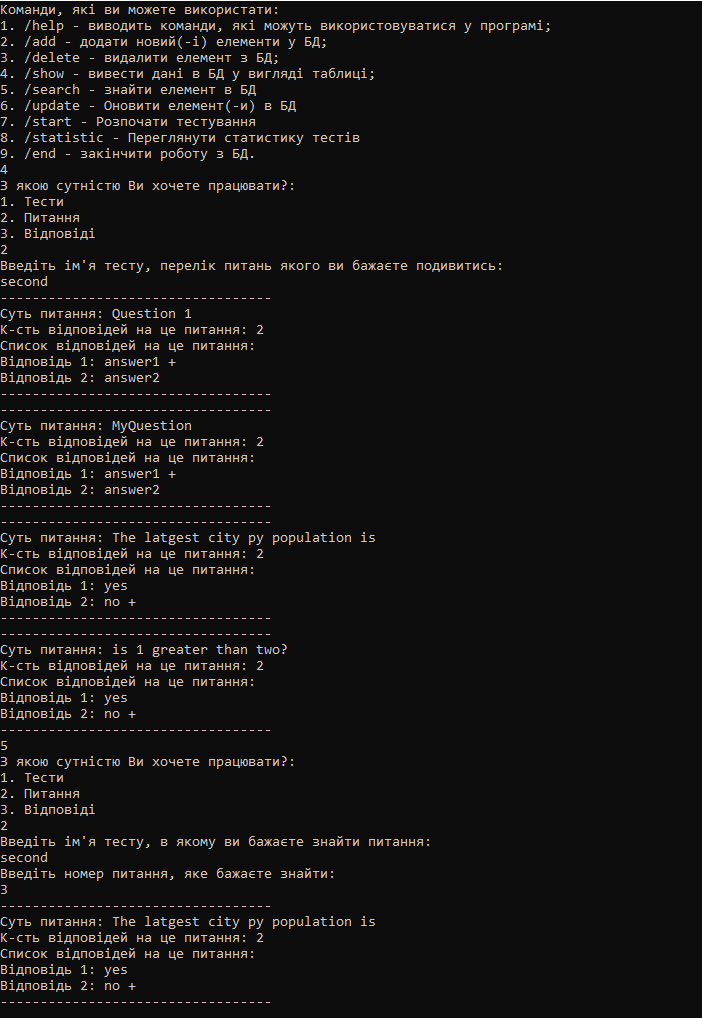 Команди, які ви можете використати:
1. /help - виводить команди, які можуть використовуватися у програмі;
2. /add - додати новий(-і) елементи у БД;
3. /delete - видалити елемент з БД;
4. /show - вивести дані в БД у вигляді таблиці;
5. /search - знайти елемент в БД
6. /update - Оновити елемент(-и) в БД
7. /start - Розпочати тестування
8. /statistic - Переглянути статистику тестів
9. /end - закінчити роботу з БД.
4
З якою сутністю Ви хочете працювати?:
1. Тести
2. Питання
3. Відповіді
2
Введіть ім'я тесту, перелік питань якого ви бажаєте подивитись:
second
----------------------------------
Суть питання: Question 1
К-сть відповідей на це питання: 2
Список відповідей на це питання:
Відповідь 1: answer1 +
Відповідь 2: answer2
----------------------------------
----------------------------------
Суть питання: MyQuestion
К-сть відповідей на це питання: 2
Список відповідей на це питання:
Відповідь 1: answer1 +
Відповідь 2: answer2
----------------------------------
----------------------------------
Суть питання: The latgest city py population is
К-сть відповідей на це питання: 2
Список відповідей на це питання:
Відповідь 1: yes
Відповідь 2: no +
----------------------------------
----------------------------------
Суть питання: is 1 greater than two?
К-сть відповідей на це питання: 2
Список відповідей на це питання:
Відповідь 1: yes
Відповідь 2: no +
----------------------------------
5
З якою сутністю Ви хочете працювати?:
1. Тести
2. Питання
3. Відповіді
2
Введіть ім'я тесту, в якому ви бажаєте знайти питання:
second
Введіть номер питання, яке бажаєте знайти:
3
----------------------------------
Суть питання: The latgest city py population is
К-сть відповідей на це питання: 2
Список відповідей на це питання:
Відповідь 1: yes
Відповідь 2: no +
----------------------------------